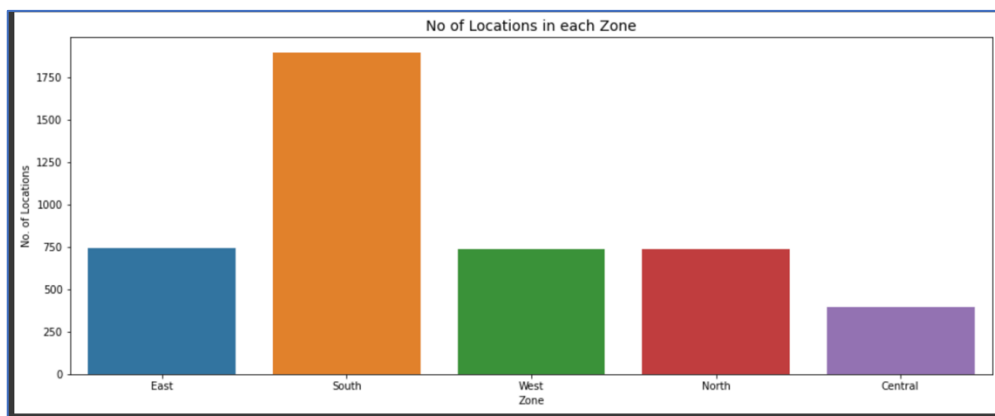 No of Locations in each Zone
1750
1500
1250
1000
750
500
250
0
No. of Locations
East South West North Central
Zone